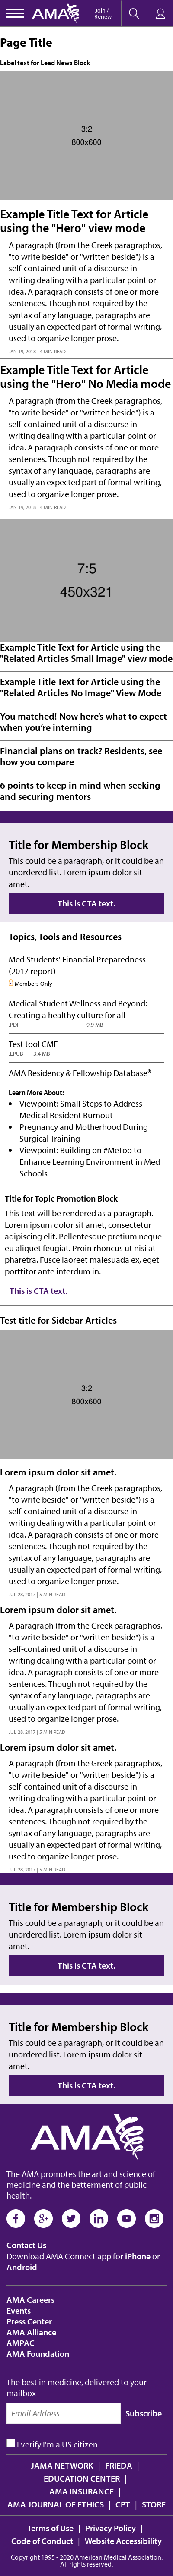 AMA
Join /
Renew
Page Title
Label text for Lead News Block
3:2
800x600
Example Title Text for Article
using the "Hero" view mode
A paragraph (from the Greek paragraphos,
"to write beside" or "written beside") is a
self-contained unit of a discourse in
writing dealing with a particular point or
idea. A paragraph consists of one or more
sentences. Though not required by the
syntax of any language, paragraphs are
usually an expected part of formal writing,
used to organize longer prose.
JAN 19, 2018 | 4 MIN READ
Example Title Text for Article
using the "Hero" No Media mode
A paragraph (from the Greek paragraphos,
"to write beside" or "written beside") is a
self-contained unit of a discourse in
writing dealing with a particular point or
idea. A paragraph consists of one or more
sentences. Though not required by the
syntax of any language, paragraphs are
usually an expected part of formal writing,
used to organize longer prose.
JAN 19, 2018 | 4 MIN READ
7:5
450x321
Example Title Text for Article using the
"Related Articles Small Image" view mode
Example Title Text for Article using the
"Related Articles No Image" View Mode
You matched! Now here's what to expect
when you're interning
Financial plans on track? Residents, see
how you compare
6 points to keep in mind when seeking
and securing mentors
Title for Membership Block
This could be a paragraph, or it could be an
unordered list. Lorem ipsum dolor sit
amet.
This is CTA text.
Topics, Tools and Resources
Med Students' Financial Preparedness
(2017 report)
Members Only
Medical Student Wellness and Beyond:
Creating a healthy culture for all
.PDF 9.9 MB
Test tool CME
.EPUB 3.4 MB
AMA Residency & Fellowship Database®
Learn More About:
• Viewpoint: Small Steps to Address
Medical Resident Burnout
• Pregnancy and Motherhood During
Surgical Training
• Viewpoint: Building on #MeToo to
Enhance Learning Environment in Med
Schools
Title for Topic Promotion Block
This text will be rendered as a paragraph.
Lorem ipsum dolor sit amet, consectetur
adipiscing elit. Pellentesque pretium neque
eu aliquet feugiat. Proin rhoncus ut nisi at
pharetra. Fusce laoreet malesuada ex, eget
porttitor ante interdum in.
This is CTA text.
Test title for Sidebar Articles
3:2
800x600
Lorem ipsum dolor sit amet.
A paragraph (from the Greek paragraphos,
"to write beside" or "written beside") is a
self-contained unit of a discourse in
writing dealing with a particular point or
idea. A paragraph consists of one or more
sentences. Though not required by the
syntax of any language, paragraphs are
usually an expected part of formal writing,
used to organize longer prose.
JUL 28, 2017 | 5 MIN READ
Lorem ipsum dolor sit amet.
A paragraph (from the Greek paragraphos,
"to write beside" or "written beside") is a
self-contained unit of a discourse in
writing dealing with a particular point or
idea. A paragraph consists of one or more
sentences. Though not required by the
syntax of any language, paragraphs are
usually an expected part of formal writing,
used to organize longer prose.
JUL 28, 2017 | 5 MIN READ
Lorem ipsum dolor sit amet.
A paragraph (from the Greek paragraphos,
"to write beside" or "written beside") is a
self-contained unit of a discourse in
writing dealing with a particular point or
idea. A paragraph consists of one or more
sentences. Though not required by the
syntax of any language, paragraphs are
usually an expected part of formal writing,
used to organize longer prose.
JUL 28, 2017 | 5 MIN READ
Title for Membership Block
This could be a paragraph, or it could be an
unordered list. Lorem ipsum dolor sit
amet.
This is CTA text.
Title for Membership Block
This could be a paragraph, or it could be an
unordered list. Lorem ipsum dolor sit
amet.
This is CTA text.
AMA
The AMA promotes the art and science of
medicine and the betterment of public
health.
Contact Us
Download AMA Connect app for iPhone or
Android
AMA Careers
Events
Press Center
AMA Alliance
AMPAC
AMA Foundation
The best in medicine, delivered to your
mailbox
Email Address
Subscribe
I verify I'm a US citizen
JAMA NETWORK | FRIEDA |
EDUCATION CENTER |
AMA INSURANCE |
AMA JOURNAL OF ETHICS | CPT | STORE
Terms of Use | Privacy Policy |
Code of Conduct | Website Accessibility
Copyright 1995 - 2020 American Medical Association.
All rights reserved.